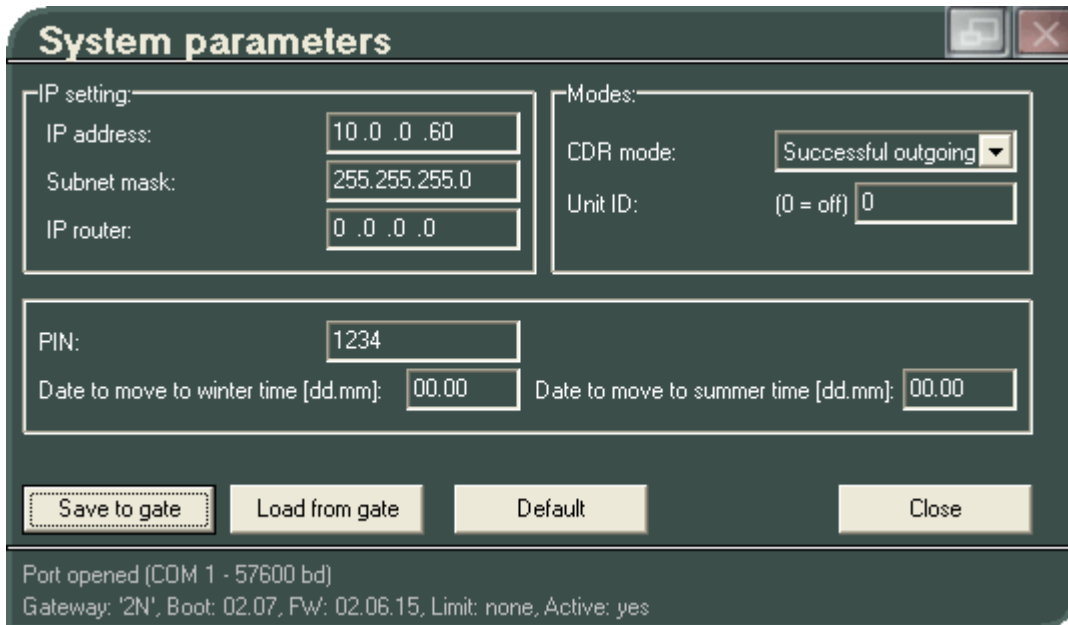 System parameters
IP setting:
IP address: 10.0 .0 .60
Subnet mask: 255.255.255.0
IP router: 0 .0 .0 .0
Modes:
CDR mode: Successful outgoing
Unit ID: (0 = off) 0
PIN: 1234
Date to move to winter time [dd.mm]: 00.00 Date to move to summer time [dd.mm]: 00.00
Save to gate Load from gate Default Close
Port opened (COM 1 - 57600 bd)
Gateway: '2N', Boot: 02.07, FW: 02.06.15, Limit: none, Active: yes